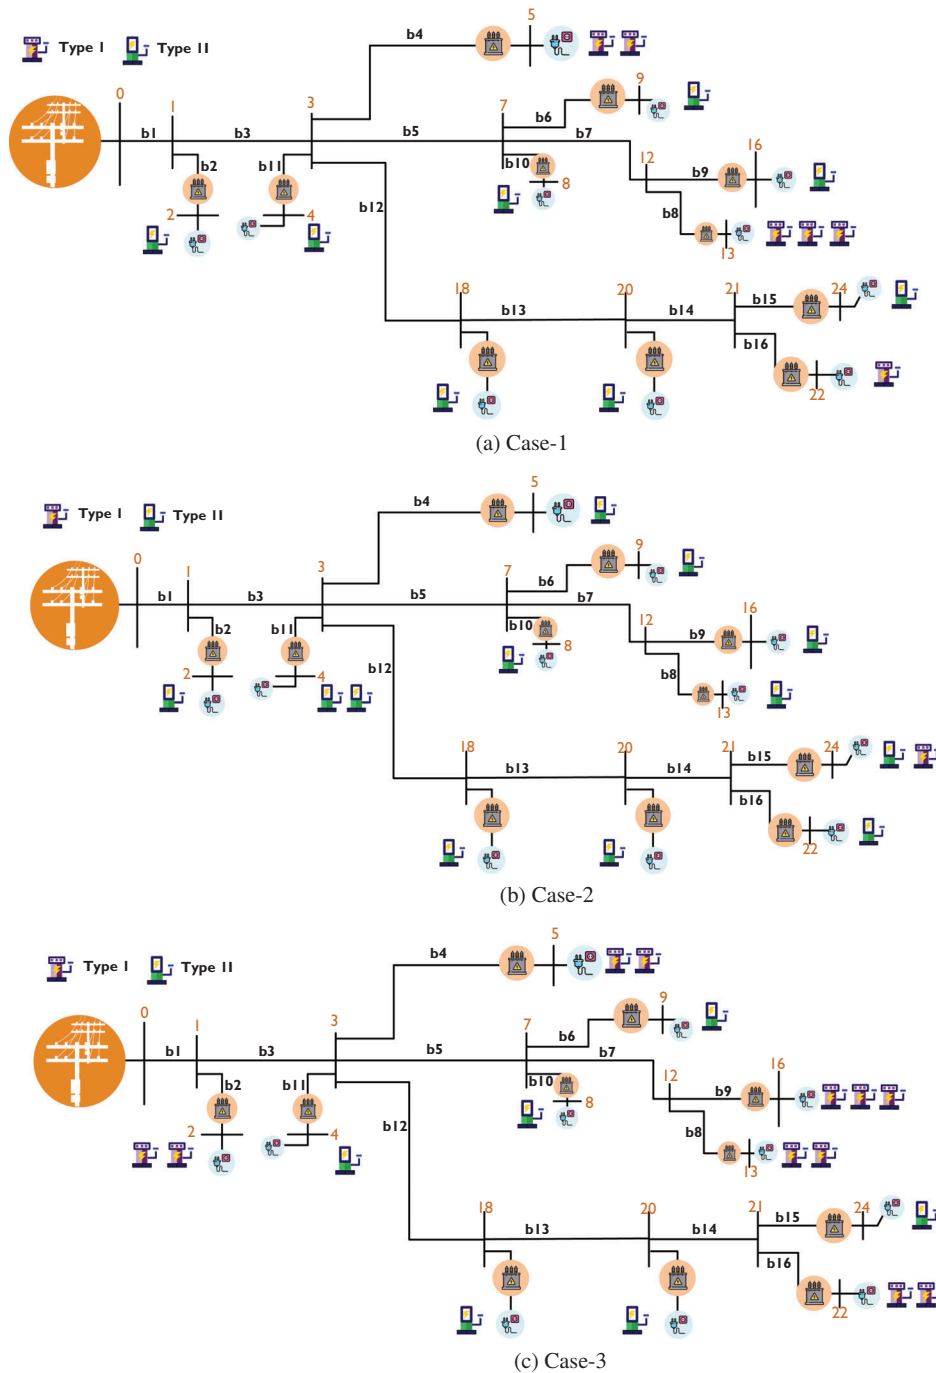 5
b4
Type I Type II
0 1 3 7 9
b6
b1 b3 b5 b7
b2 b11 b10 12 16
b9
2 4 8
b12 b8
13
18 20 21 24
b13 b14 b15
b16
22
(a) Case-1
5
b4
Type I Type II
0 1 3 7 9
b6
b1 b3 b5 b7
b2 b11 b10 12 16
b9
2 4 8
b12 b8
13
18 20 21 24
b13 b14 b15
b16
22
(b) Case-2
5
b4
Type I Type II
0 1 3 7 9
b6
b1 b3 b5 b7
b2 b11 b10 12 16
b9
2 4 8
b12 b8
13
18 20 21 24
b13 b14 b15
b16
22
(c) Case-3